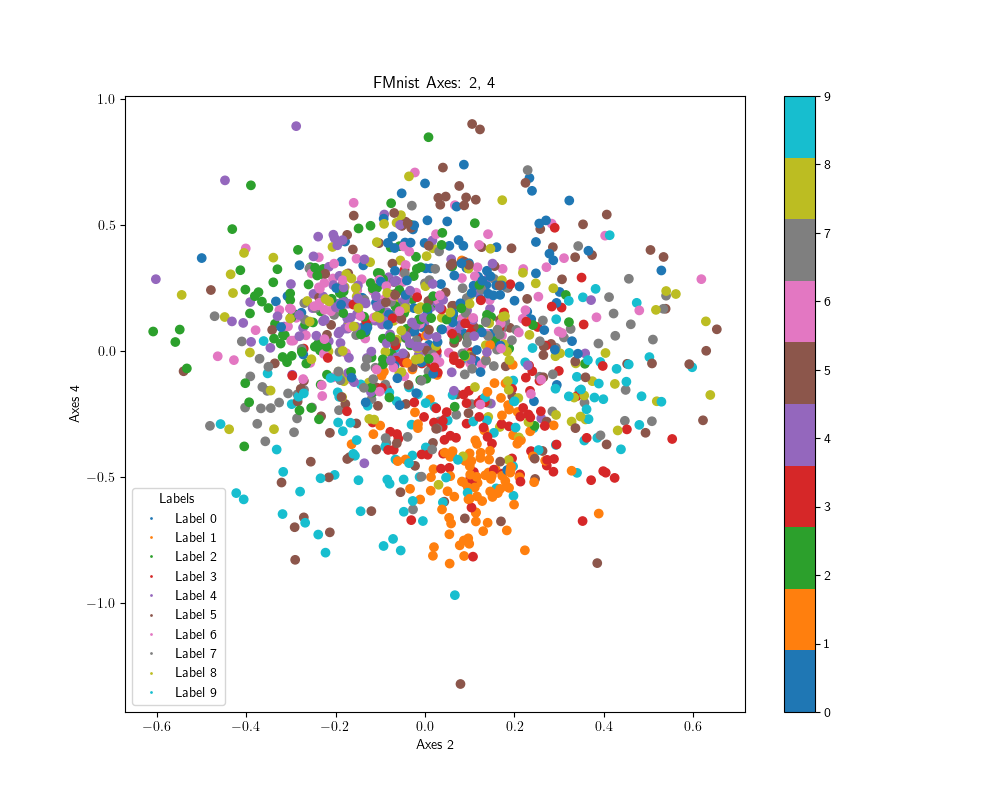 FMnist Axes: 2, 4
1.0
0.5
0.0
−0.5
−1.0
Axes 4
−0.6 −0.4 −0.2 0.0 0.2 0.4 0.6
Axes 2
Labels
Label 0
Label 1
Label 2
Label 3
Label 4
Label 5
Label 6
Label 7
Label 8
Label 9
9
8
7
6
5
4
3
2
1
0